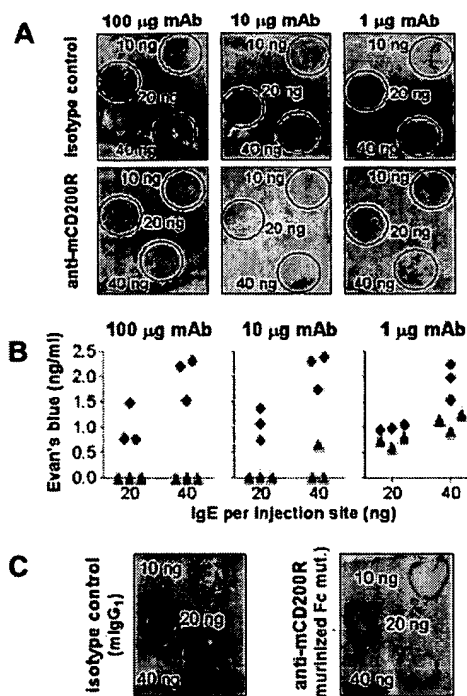 A
100 μg mAb
10 μg mAb
1 μg mAb
isotype control
10 ng
20 ng
40 ng
10 ng
20 ng
40 ng
10 ng
20 ng
40 ng
anti-mCD200R
10 ng
20 ng
40 ng
10 ng
20 ng
40 ng
10 ng
20 ng
40 ng
B
100 μg mAb
10 μg mAb
1 μg mAb
Evan's blue (ng/ml)
2.5
2.0
1.5
1.0
0.5
0.0
20 40
20 40
20 40
IgE per injection site (ng)
C
isotype control
(mIgG1)
10 ng
20 ng
40 ng
anti-mCD200R
murinized Fc mut.)
10 ng
20 ng
40 ng